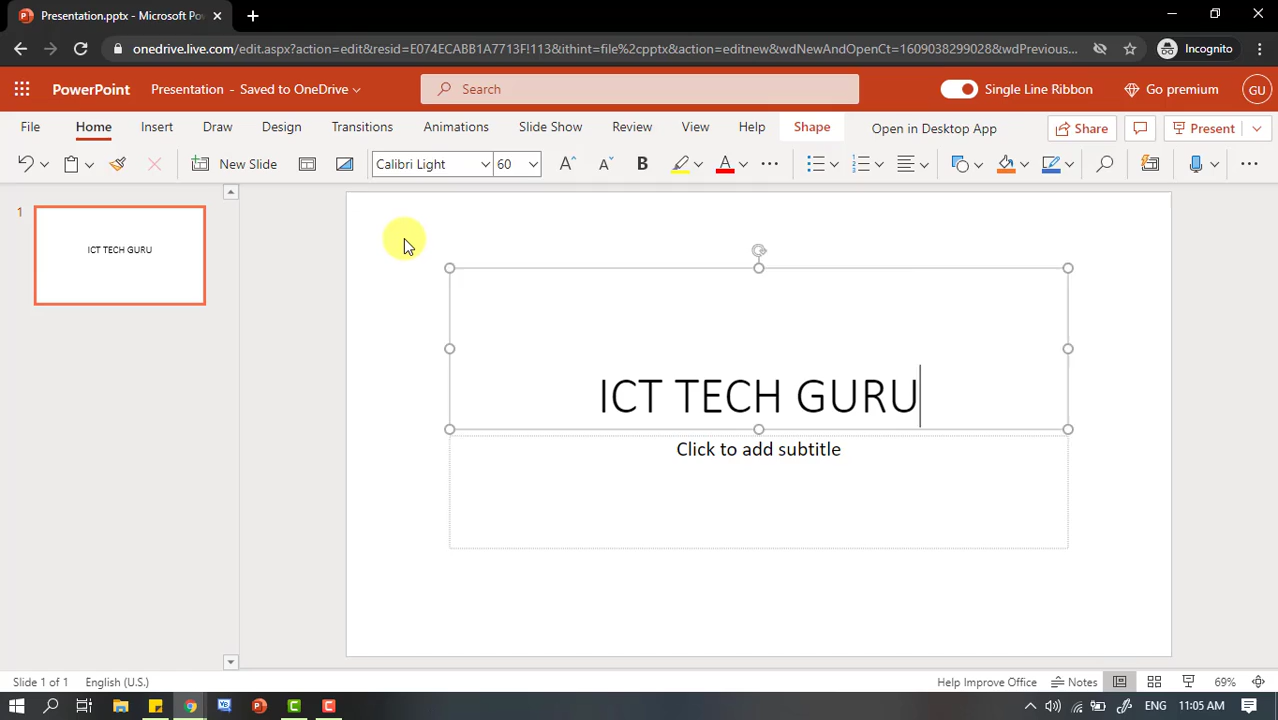 Presentation.pptx - Microsoft Pov
onedrive.live.com/edit.aspx?action=edit&resid=E074ECABB1A7713F!113&ithint=file%2cpptx&action=editnew&wdNewAndOpenCt=1609038299028&wdPrevious...
Incognito
PowerPoint Presentation - Saved to OneDrive Search Single Line Ribbon Go premium GU
File Home Insert Draw Design Transitions Animations Slide Show Review View Help Shape Open in Desktop App Share Present
New Slide Calibri Light 60 A A B A
1
ICT TECH GURU
ICT TECH GURU
Click to add subtitle
Slide 1 of 1 English (U.S.) Help Improve Office Notes 69%
ENG 11:05 AM